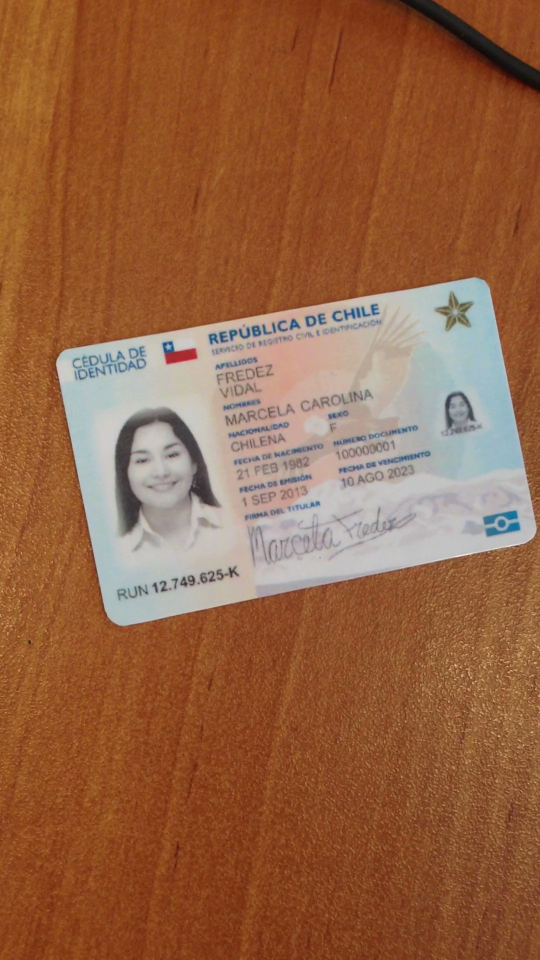 CÉDULA DE
IDENTIDAD
REPÚBLICA DE CHILE
SERVICIO DE REGISTRO CIVIL E IDENTIFICACIÓN
APELLIDOS
FREDEZ
VIDAL
NOMBRES
MARCELA CAROLINA
NACIONALIDAD SEXO
CHILENA F
FECHA DE NACIMIENTO NÚMERO DOCUMENTO
21 FEB 1982 100000001
FECHA DE EMISIÓN FECHA DE VENCIMIENTO
1 SEP 2013 10 AGO 2023
FIRMA DEL TITULAR
Marcela Fredez
RUN 12.749.625-K